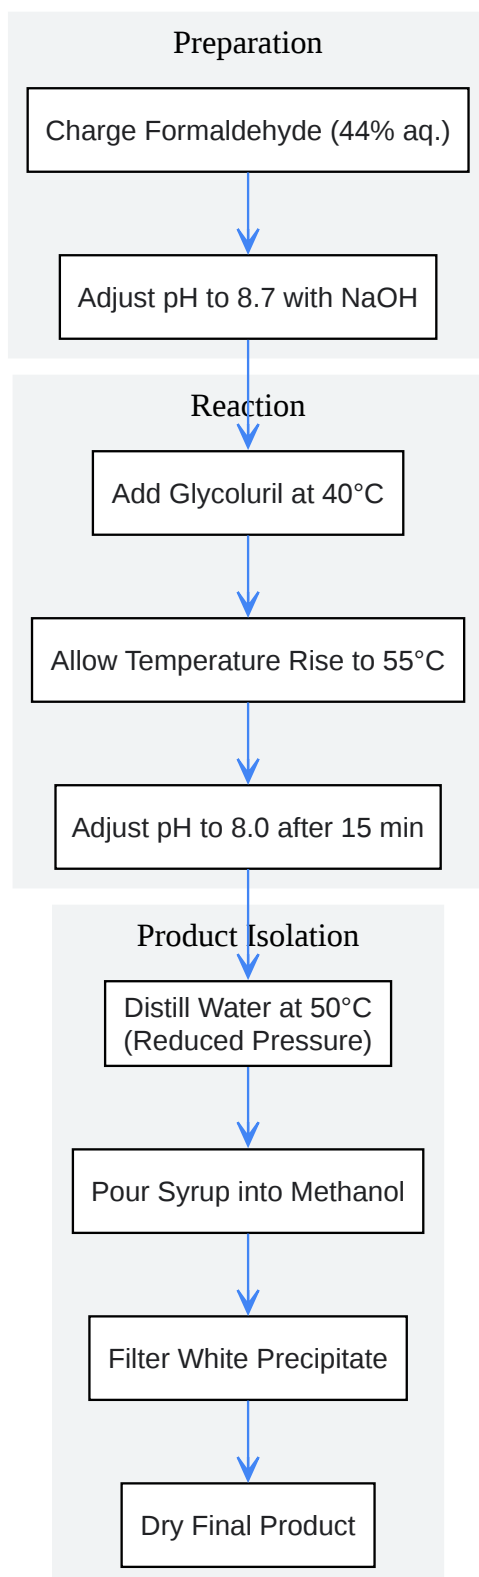 Preparation
Charge Formaldehyde (44% aq.)
Adjust pH to 8.7 with NaOH
Reaction
Add Glycoluril at 40°C
Allow Temperature Rise to 55°C
Adjust pH to 8.0 after 15 min
Product Isolation
Distill Water at 50°C
(Reduced Pressure)
Pour Syrup into Methanol
Filter White Precipitate
Dry Final Product